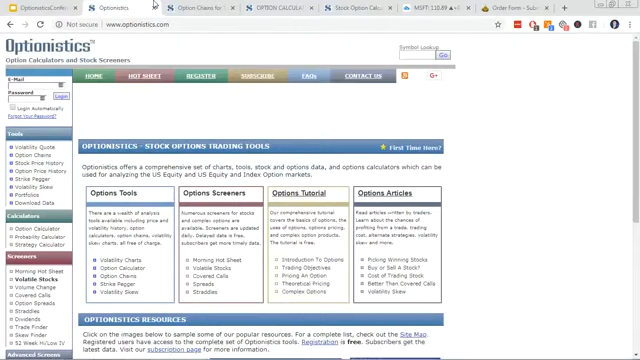 OptionisticsConfe
Optionistics
Option Chains for
OPTION CALCULA
Stock Option Calcu
MSFT: 110.89
Order Form - Sub
Not secure
www.optionistics.com
Optionistics™
Option Calculators and Stock Screeners
Symbol Lookup
Go
E-Mail
Password
Login
Login Automatically
Forgot Your Password?
HOME
HOT SHEET
REGISTER
SUBSCRIBE
FAQs
CONTACT US
G+
Tools
Volatility Quote
Option Chains
Stock Price History
Option Price History
Strike Pegger
Volatility Skew
Portfolios
Download Data
Calculators
Option Calculator
Probability Calculator
Strategy Calculator
Screeners
Morning Hot Sheet
Volatile Stocks
Volume Change
Covered Calls
Option Spreads
Straddles
Dividends
Trade Finder
Skew Finder
52 Week Hi/Low IV
Advanced Screeners
OPTIONISTICS - STOCK OPTIONS TRADING TOOLS
First Time Here?
Optionistics offers a comprehensive set of charts, tools, stock and options data, and options calculators which can be
used for analyzing the US Equity and US Equity and Index Option markets.
Options Tools
There are a wealth of analysis
tools available including price and
volatility history, option
calculators, option chains, volatility
skew charts, all free of charge.
Volatility Charts
Option Calculator
Option Chains
Strike Pegger
Volatility Skew
Options Screeners
Numerous screeners for stocks
and complex options are
available. Screeners are updated
daily. Delayed data is free,
subscribers get more timely data.
Morning Hot Sheet
Volatile Stocks
Covered Calls
Spreads
Straddles
Options Tutorial
Our comprehensive tutorial
covers the basics of options, the
uses of options, options pricing,
and complex option products.
The tutorial is free.
Introduction To Options
Trading Objectives
Pricing An Option
Theoretical Pricing
Complex Options
Options Articles
Read articles written by traders.
Learn about the chances of
profiting from a trade, trading
costs, alternate strategies, volatility
skew, and more.
Picking Winning Stocks
Buy or Sell A Stock?
Cost of Trading Stock
Better Than Covered Calls
Volatility Skew
OPTIONISTICS RESOURCES
Click on the images below to sample some of our popular resources. For a complete list, check out the Site Map.
Registered users have access to the complete set of Optionistics tools. Registration is free. Subscribers get the
latest data. Visit our subscription page for more information.